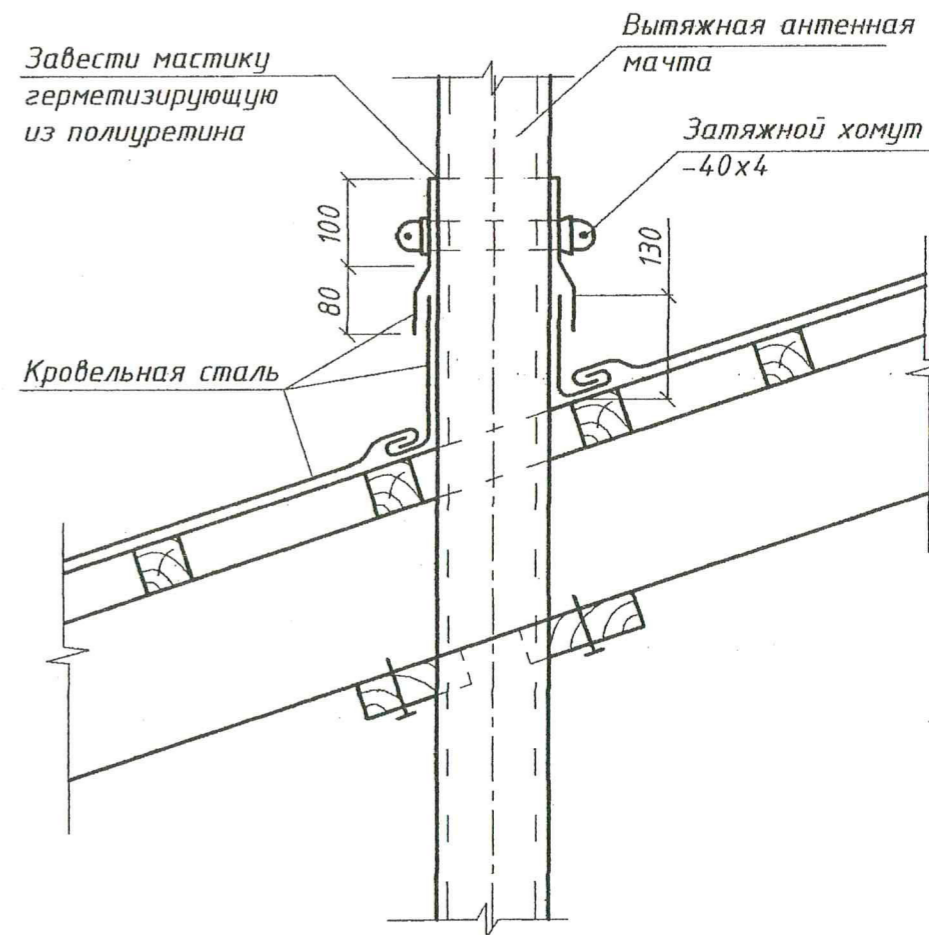 Завести мастику
герметизирующую
из полиуретина
Вытяжная антенная
мачта
Затяжной хомут
-40х4
100
80
130
Кровельная сталь